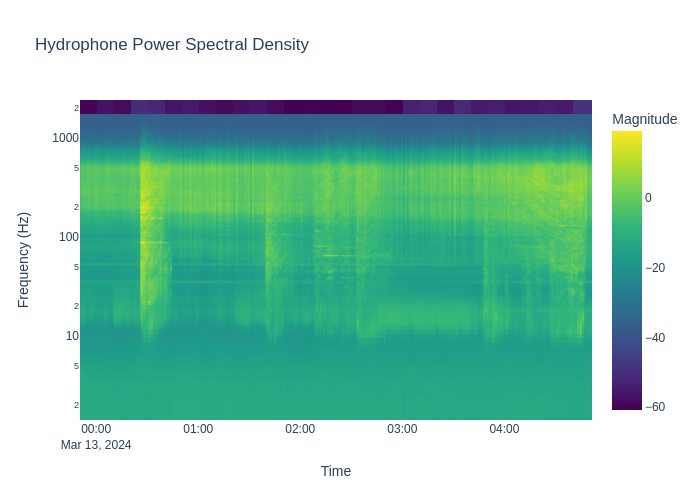 Hydrophone Power Spectral Density
Magnitude
2
1000
5
2
100
5
2
10
5
2
0
−20
−40
−60
Frequency (Hz)
00:00 01:00 02:00 03:00 04:00
Mar 13, 2024
Time